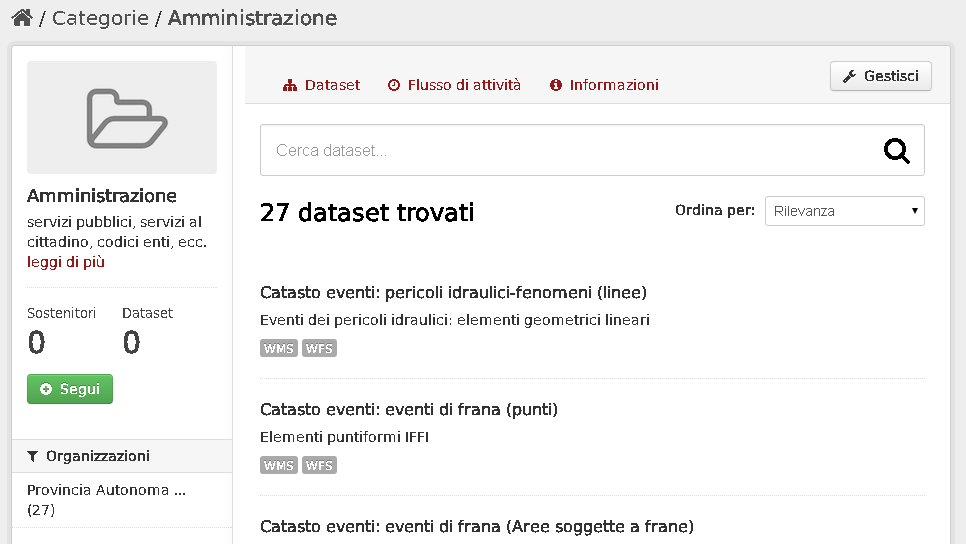 / Categorie / Amministrazione
Dataset
Flusso di attività
Informazioni
Gestisci
Amministrazione
servizi pubblici, servizi al
cittadino, codici enti, ecc.
leggi di più
Sostenitori
Dataset
0
0
Segui
Organizzazioni
Provincia Autonoma ...
(27)
Cerca dataset...
27 dataset trovati
Ordina per:
Rilevanza
Catasto eventi: pericoli idraulici-fenomeni (linee)
Eventi dei pericoli idraulici: elementi geometrici lineari
WMS WFS
Catasto eventi: eventi di frana (punti)
Elementi puntiformi IFFI
WMS WFS
Catasto eventi: eventi di frana (Aree soggette a frane)